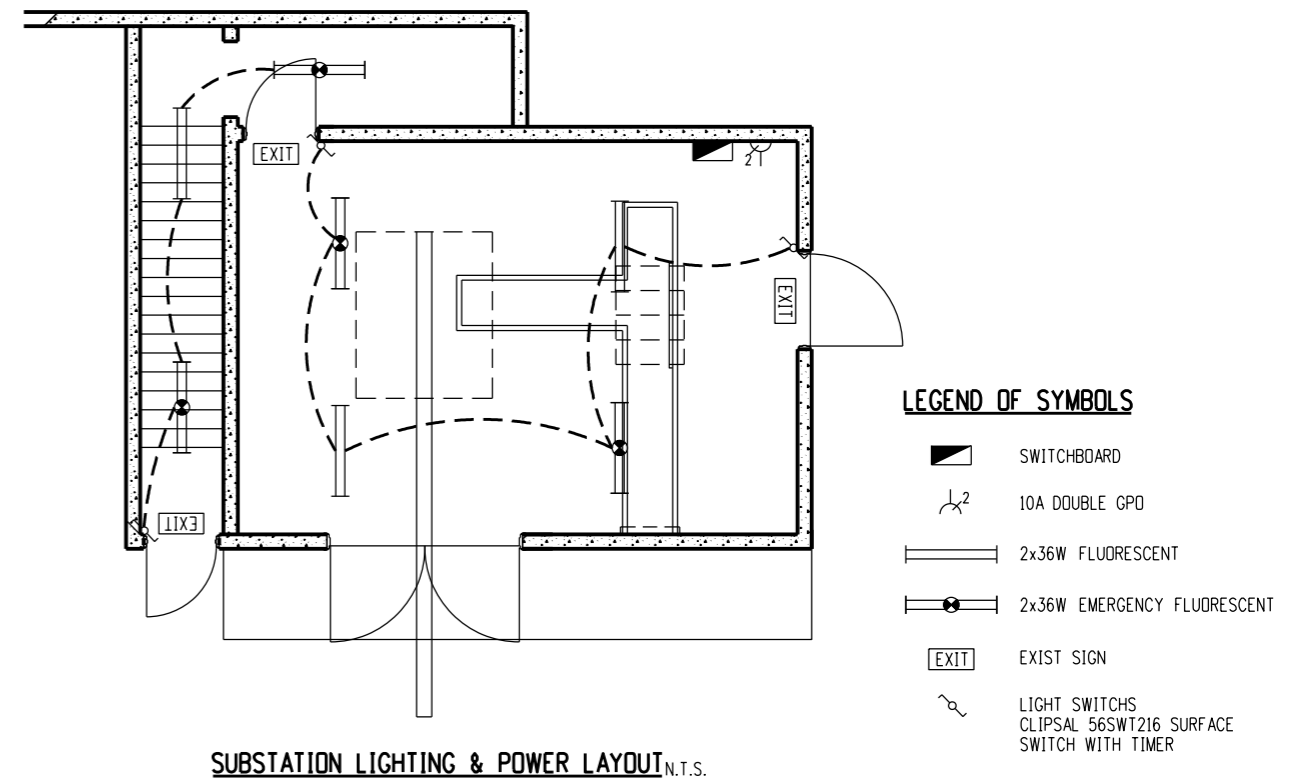 EXIT
2
EXIT
EXIT
LEGEND OF SYMBOLS
SWITCHBOARD
2
10A DOUBLE GPO
2x36W FLUORESCENT
2x36W EMERGENCY FLUORESCENT
EXIT
EXIST SIGN
LIGHT SWITCHS
CLIPSAL 56SWT216 SURFACE
SWITCH WITH TIMER
SUBSTATION LIGHTING & POWER LAYOUT N.T.S.